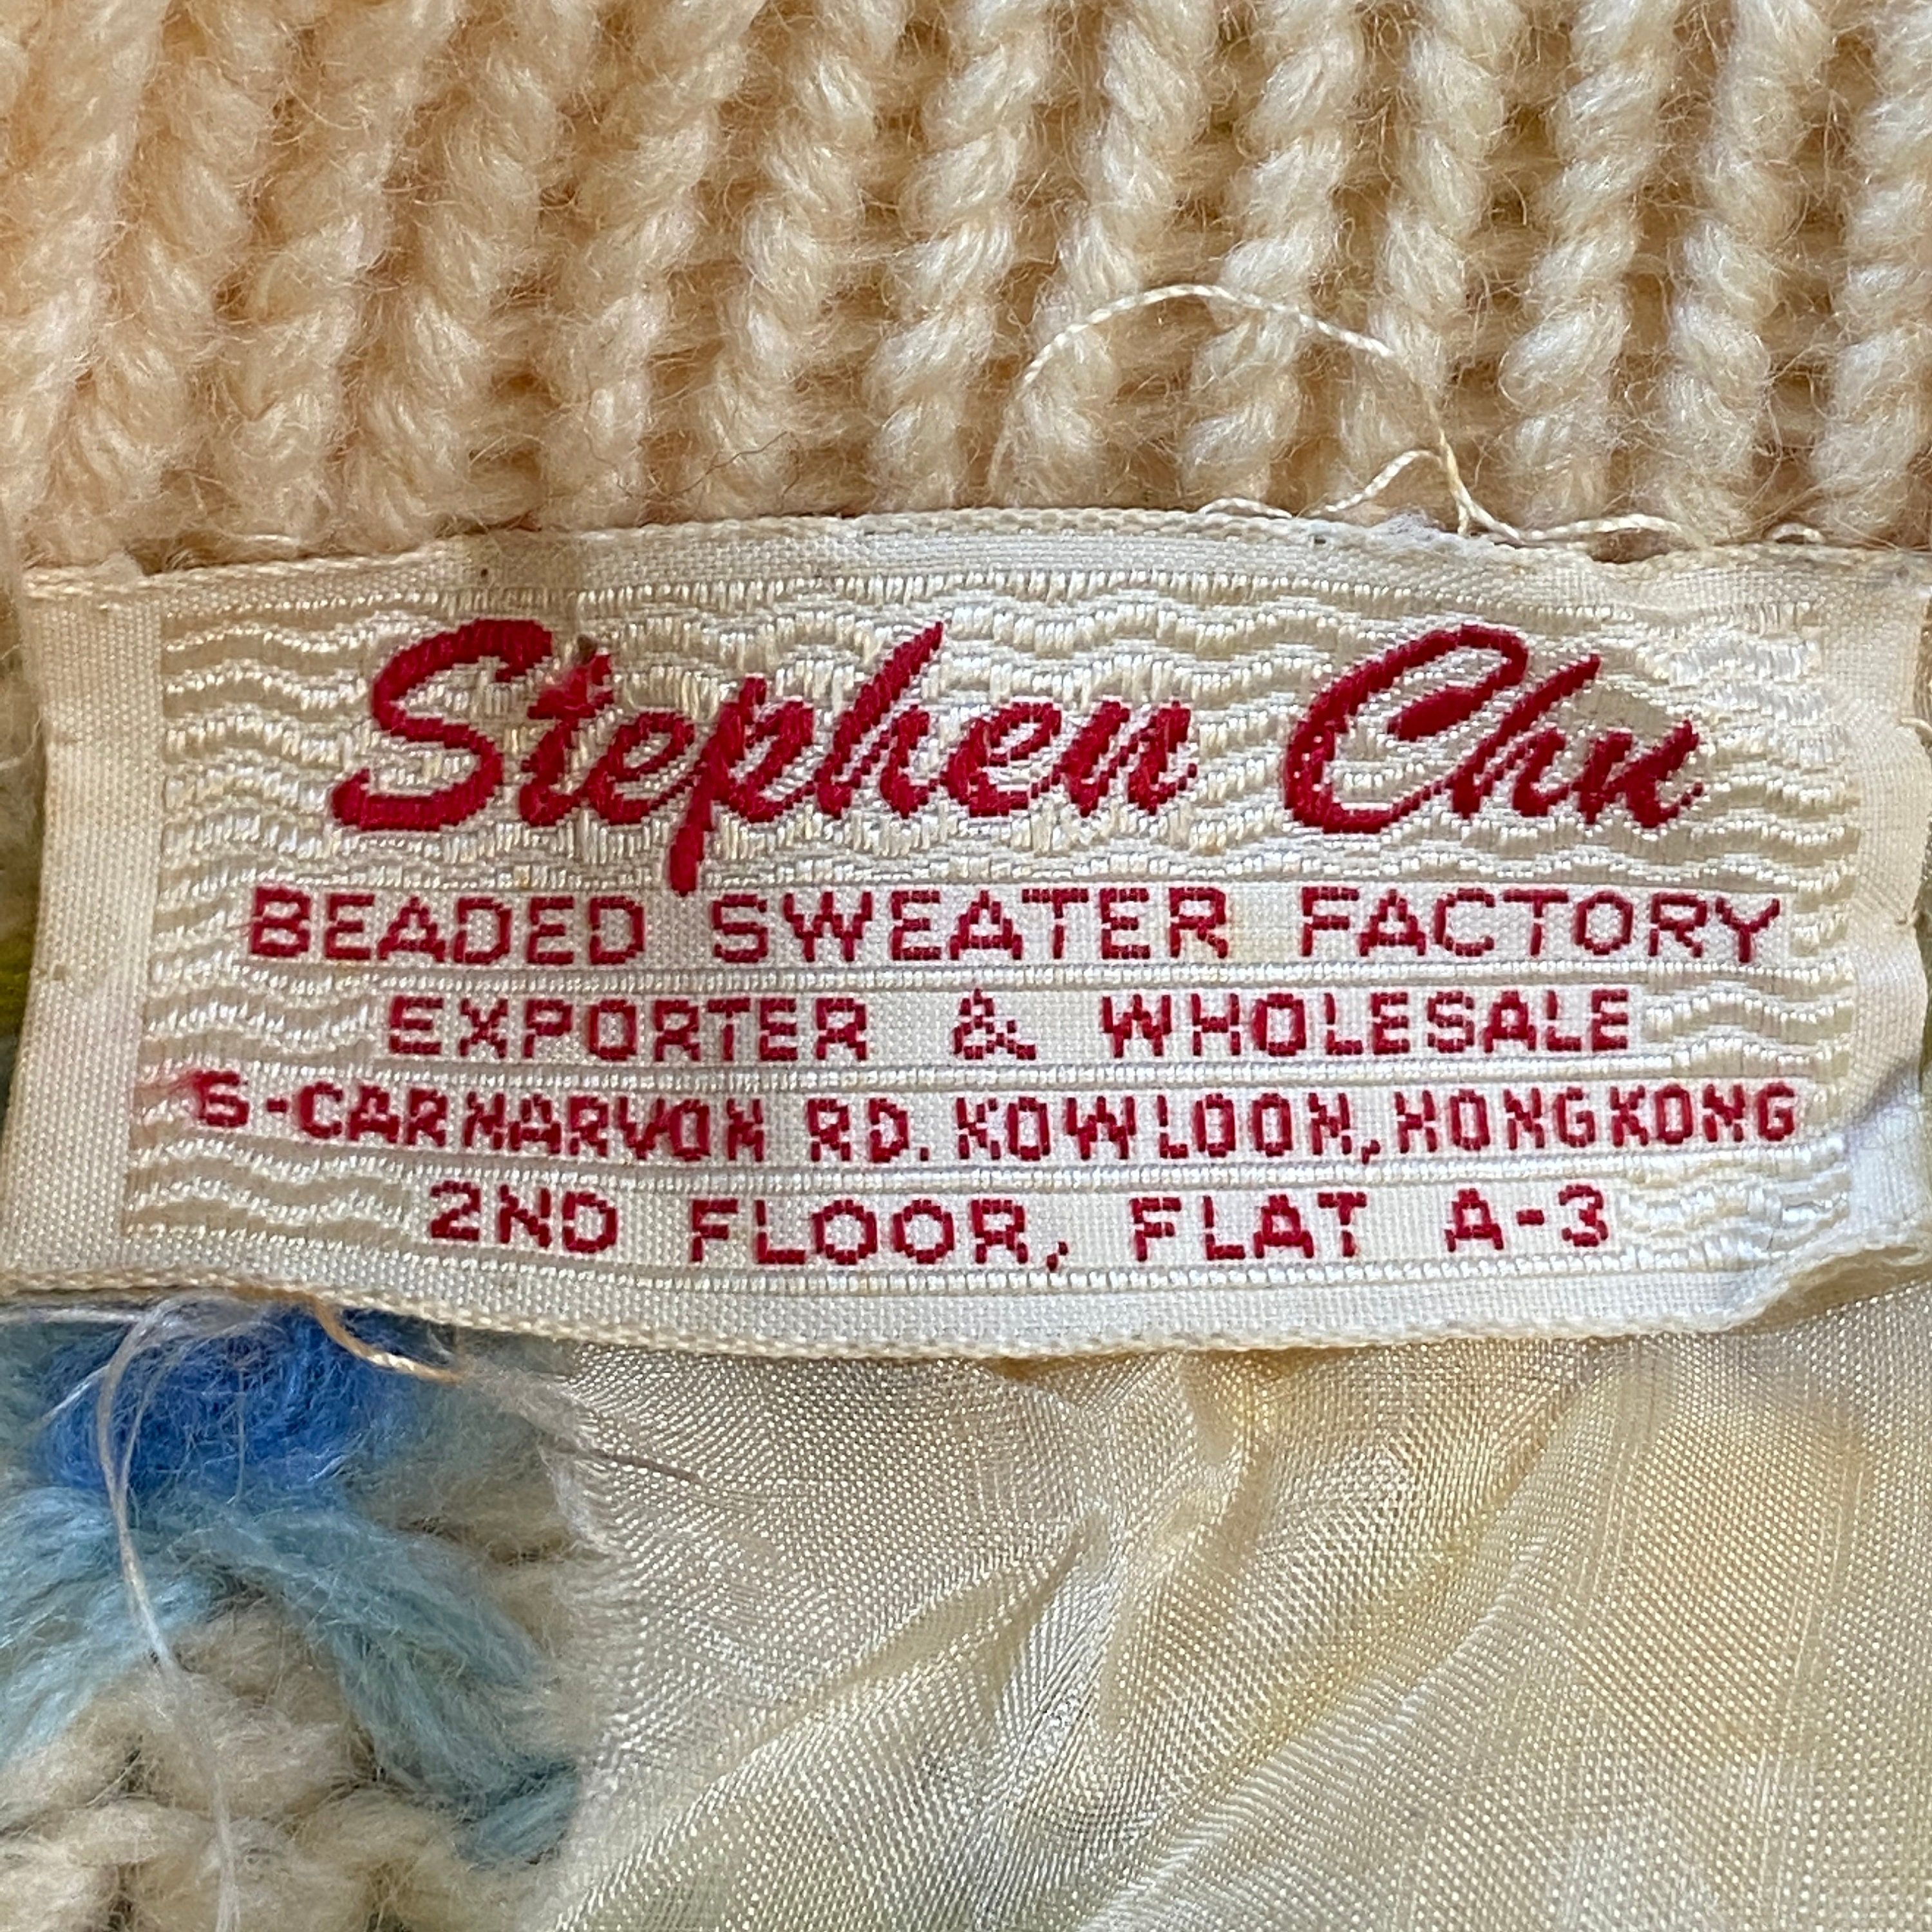 Stephen Chu
BEADED SWEATER FACTORY
EXPORTER & WHOLESALE
6-CARNARVON RD. KOWLOON, HONGKONG
2ND FLOOR, FLAT A-3